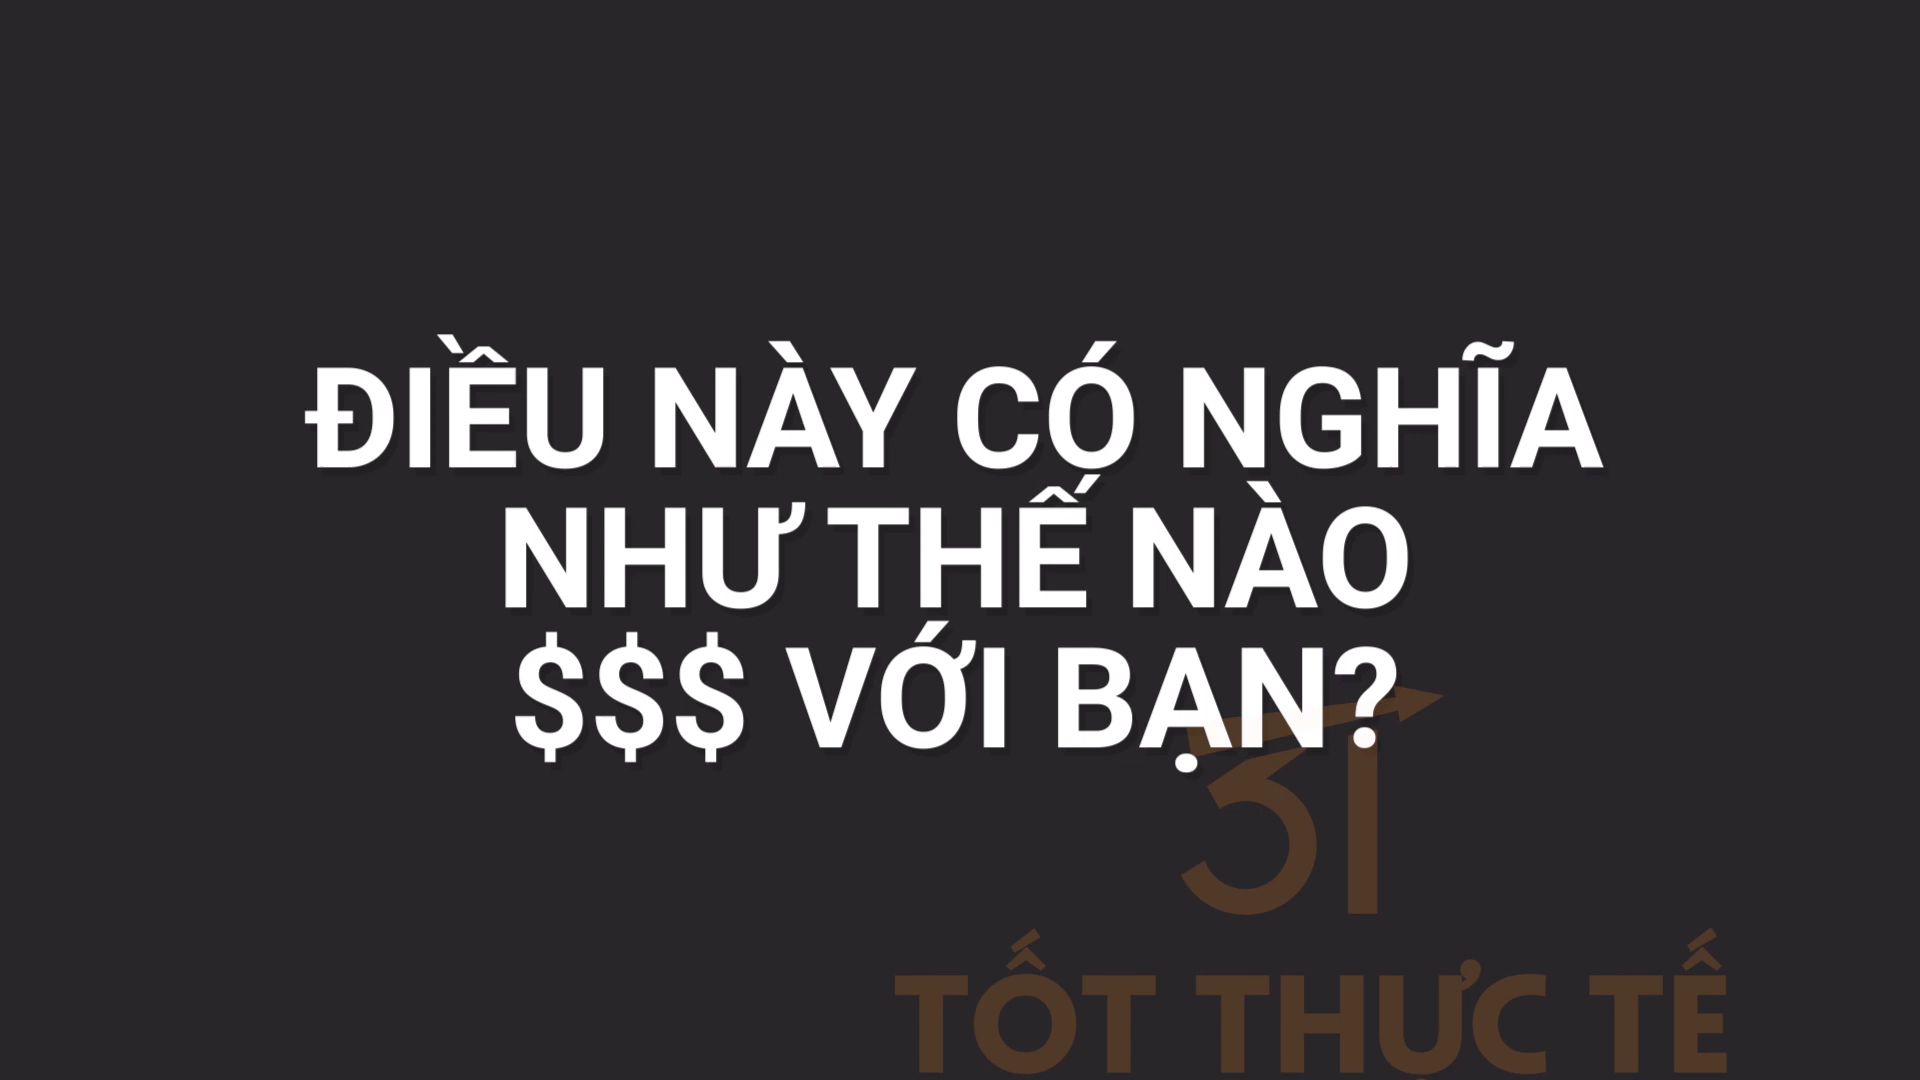 ĐIỀU NÀY CÓ NGHĨA
NHƯ THẾ NÀO
$$$ VỚI BẠN?
31
TỐT THỰC TẾ